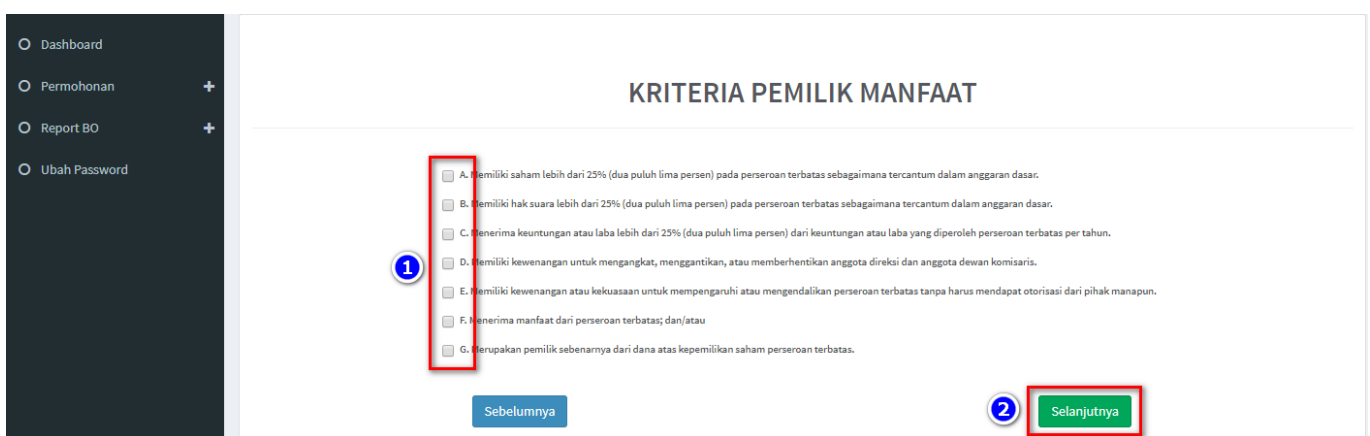 Dashboard
Permohonan
Report BO
Ubah Password
KRITERIA PEMILIK MANFAAT
A. Memiliki saham lebih dari 25% (dua puluh lima persen) pada perseroan terbatas sebagaimana tercantum dalam anggaran dasar.
B. Memiliki hak suara lebih dari 25% (dua puluh lima persen) pada perseroan terbatas sebagaimana tercantum dalam anggaran dasar.
C. Menerima keuntungan atau laba lebih dari 25% (dua puluh lima persen) dari keuntungan atau laba yang diperoleh perseroan terbatas per tahun.
1
D. Memiliki kewenangan untuk mengangkat, menggantikan, atau memberhentikan anggota direksi dan anggota dewan komisaris.
E. Memiliki kewenangan atau kekuasaan untuk mempengaruhi atau mengendalikan perseroan terbatas tanpa harus mendapat otorisasi dari pihak manapun.
F. Menerima manfaat dari perseroan terbatas; dan/atau
G. Merupakan pemilik sebenarnya dari dana atas kepemilikan saham perseroan terbatas.
Sebelumnya
2
Selanjutnya